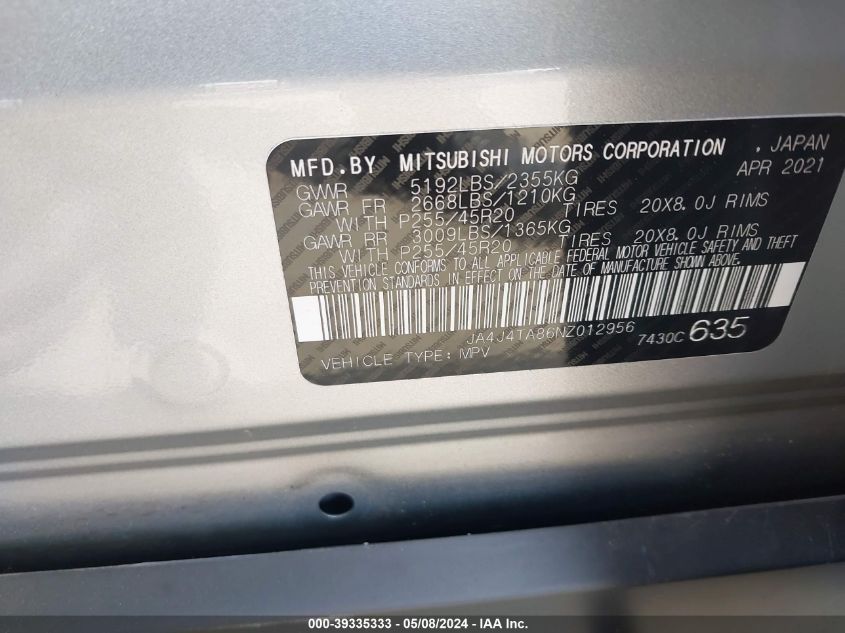 MFD.BY MITSUBISHI MOTORS CORPORATION , JAPAN
APR 2021
GVWR 5192LBS/2355KG
GAWR FR 2668LBS/1210KG
WITH P255/45R20 TIRES 20X8.0J RIMS
GAWR RR 3009LBS/1365KG
WITH P255/45R20 TIRES 20X8.0J RIMS
THIS VEHICLE CONFORMS TO ALL APPLICABLE FEDERAL MOTOR VEHICLE SAFETY AND THEFT
PREVENTION STANDARDS IN EFFECT ON THE DATE OF MANUFACTURE SHOWN ABOVE.
JA4J4TA86NZ012956
7430C 635
VEHICLE TYPE: MPV
000-39335333 — 05/08/2024 — IAA Inc.